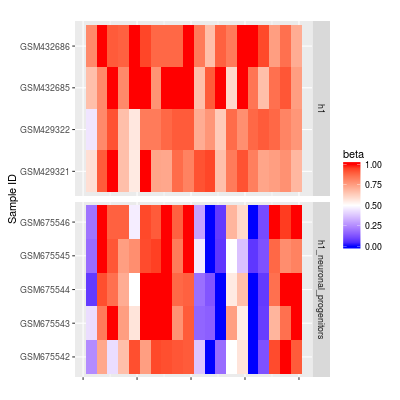 GSM432686
GSM432685
GSM429322
GSM429321
h1
GSM675546
GSM675545
GSM675544
GSM675543
GSM675542
h1_neuronal_progenitors
Sample ID
beta
1.00
0.75
0.50
0.25
0.00